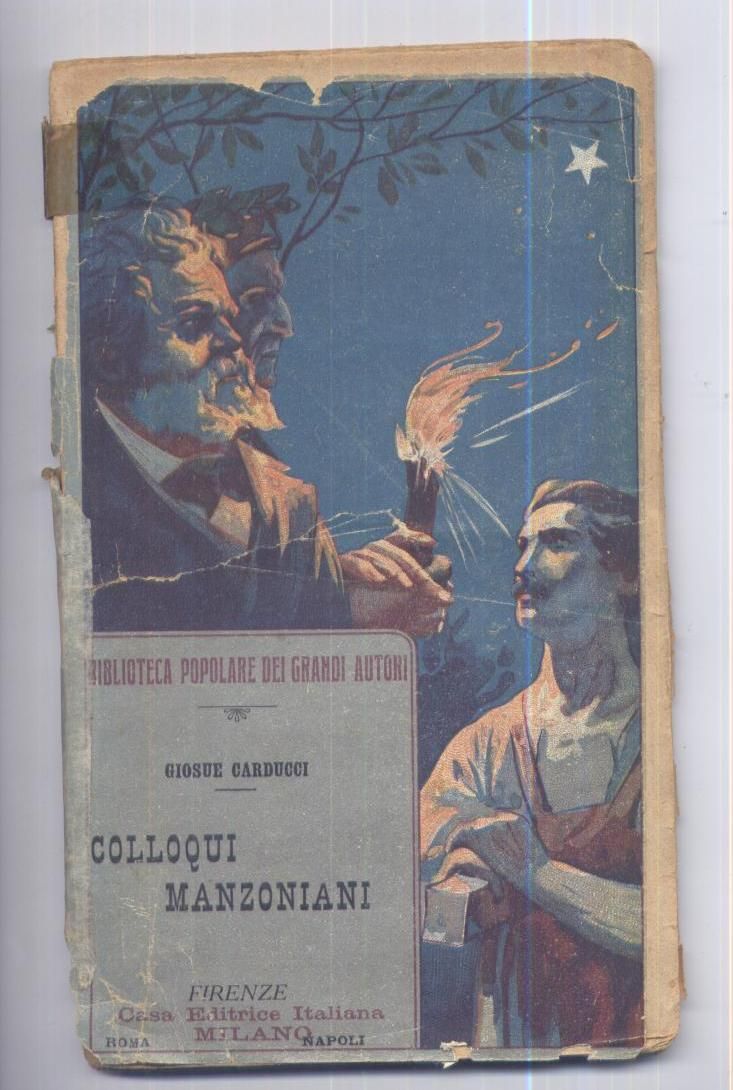 BIBLIOTECA POPOLARE DEI GRANDI AUTORI
GIOSUE CARDUCCI
COLLOQUI
MANZONIANI
FIRENZE
Casa Editrice Italiana
MILANO
ROMA NAPOLI